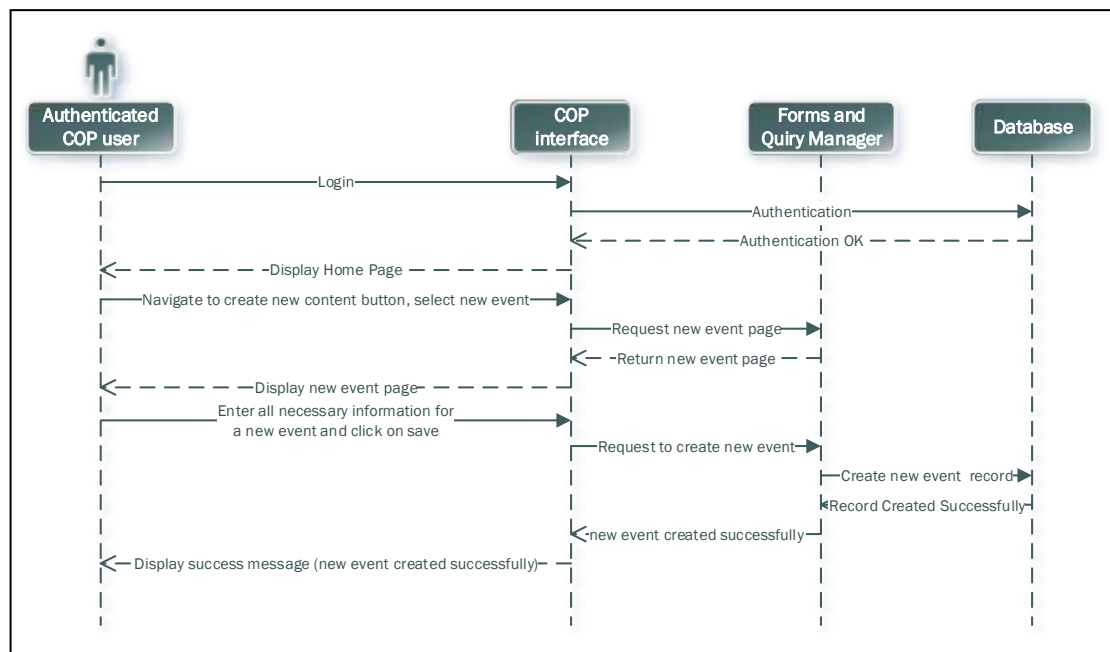 Authenticated
COP user
COP
interface
Forms and
Quiry Manager
Database
Login
Authentication
Authentication OK
Display Home Page
Navigate to create new content button, select new event
Request new event page
Return new event page
Display new event page
Enter all necessary information for
a new event and click on save
Request to create new event
Create new event record
Record Created Successfully
new event created successfully
Display success message (new event created successfully)